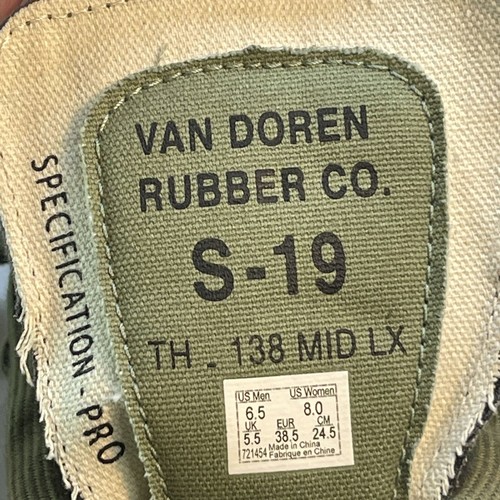 VAN DOREN
RUBBER CO.
S-19
TH - 138 MID LX
SPECIFICATION - PRO
US Men US Women
6.5 8.0
UK EUR CM
5.5 38.5 24.5
721454 Made in China
Fabriqué en Chine